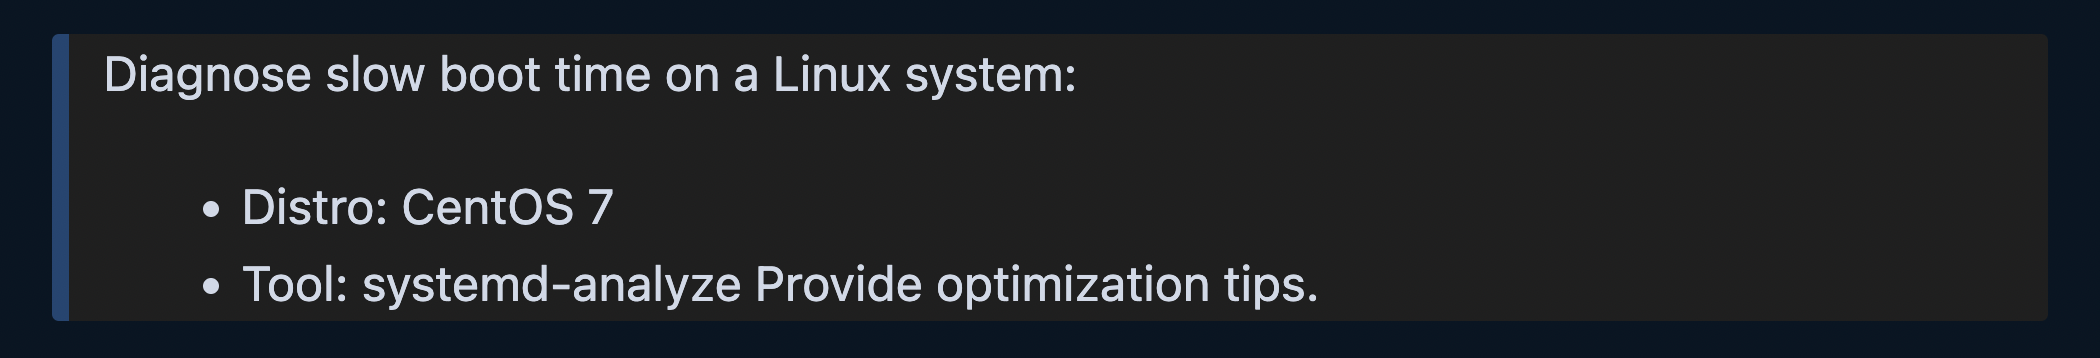 Diagnose slow boot time on a Linux system:
• Distro: CentOS 7
• Tool: systemd-analyze Provide optimization tips.